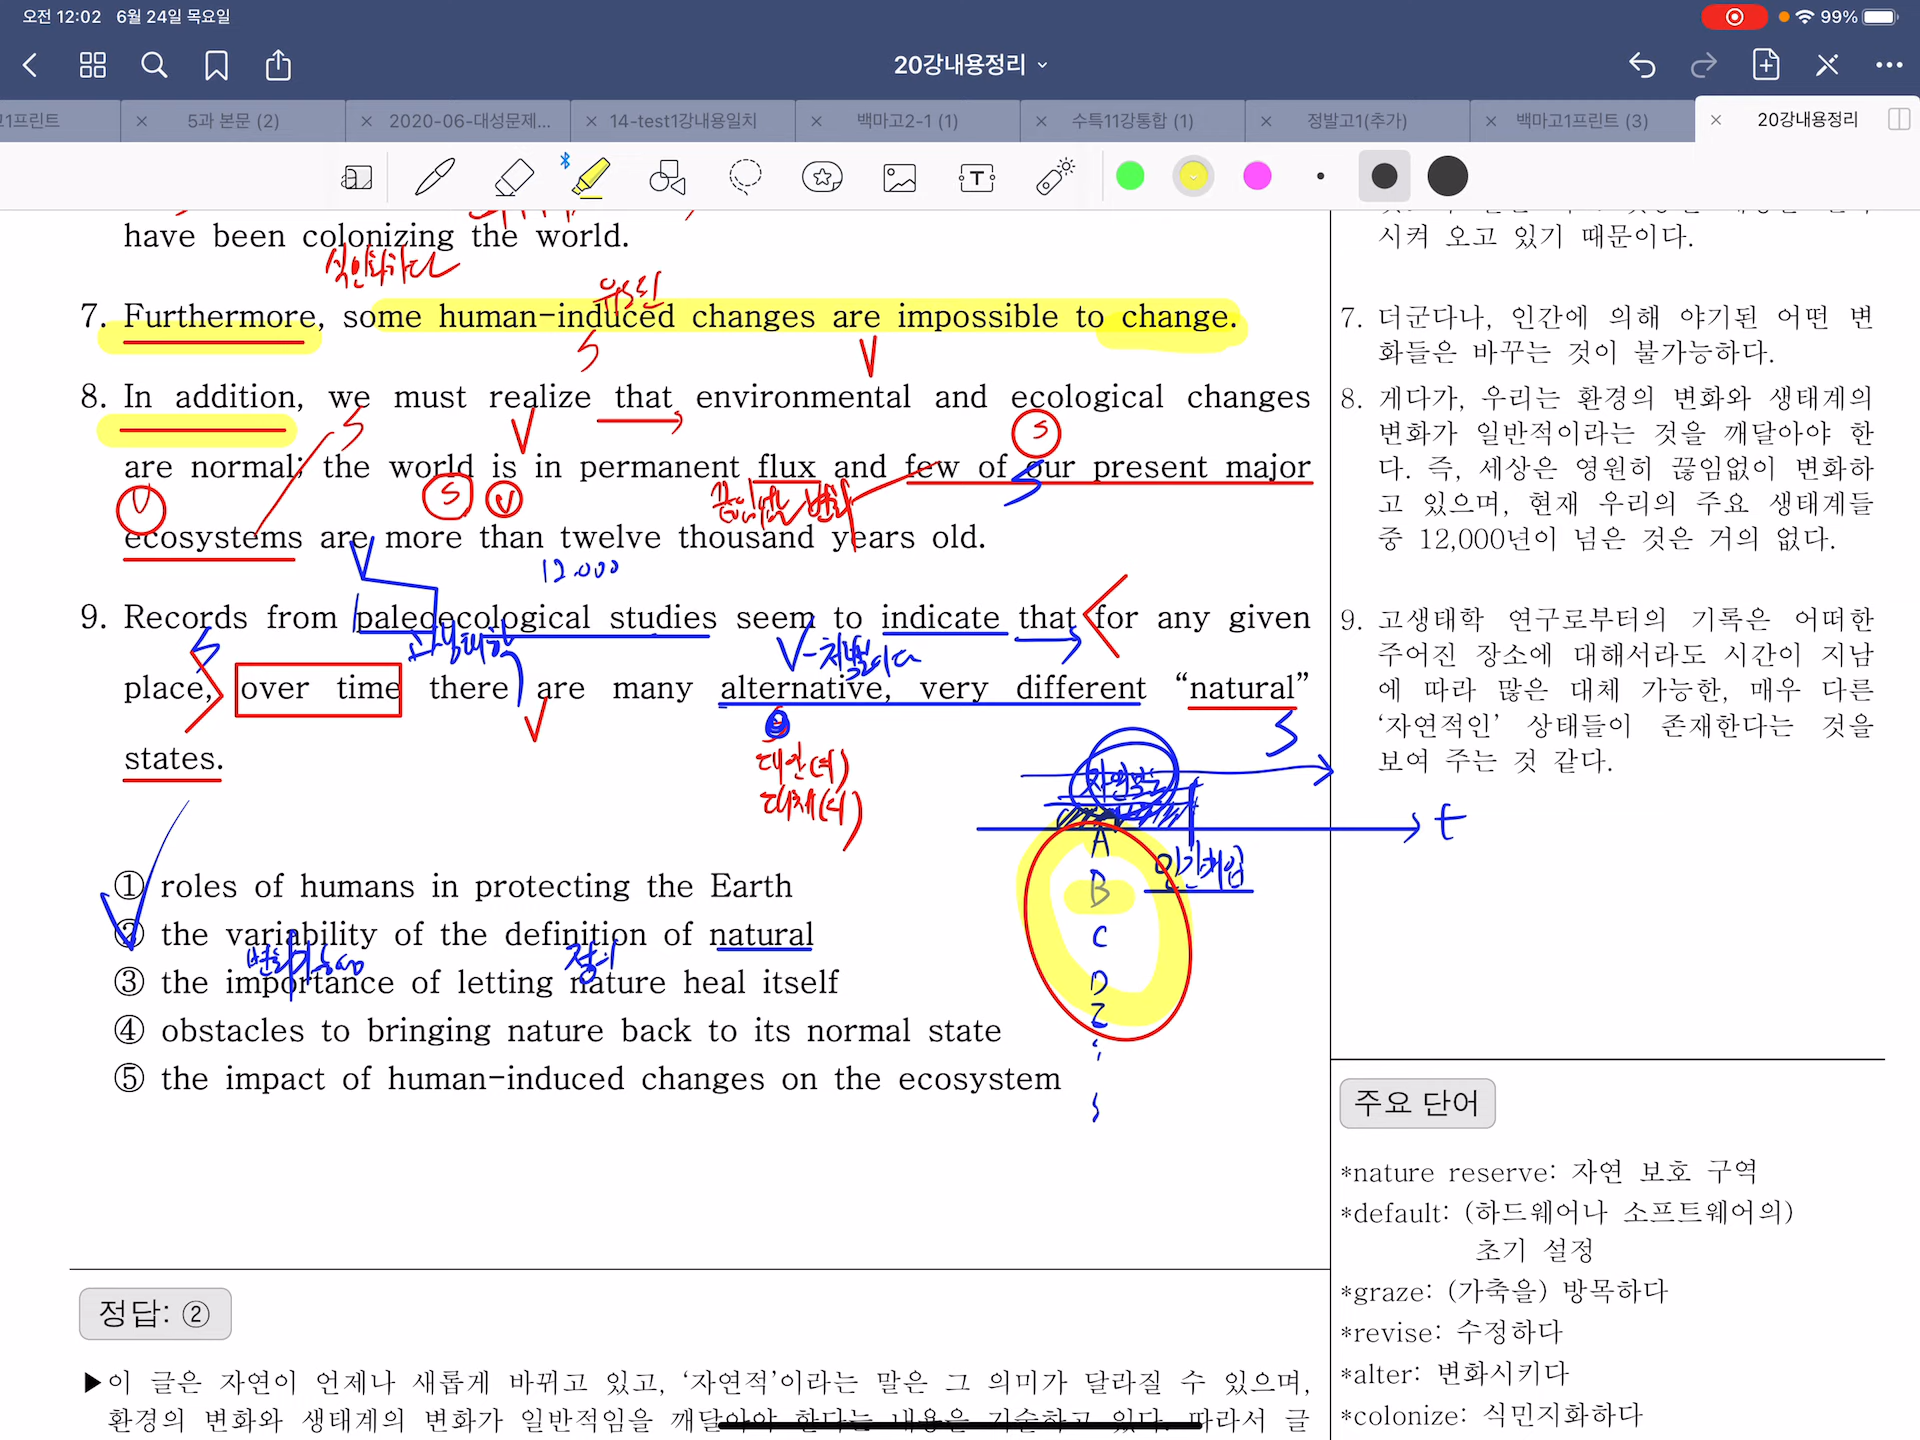 오전 12:02 6월 24일 목요일
99%
20강내용정리
고1프린트
5과 본문 (2)
2020-06-대성문제...
14-test1강내용일치
백마고2-1 (1)
수특11강통합 (1)
정발고1(추가)
백마고1프린트 (3)
20강내용정리
have been colonizing the world.
식민화하다
유도된
7. Furthermore, some human-induced changes are impossible to change.
S
V
8. In addition, we must realize that environmental and ecological changes
S
V
S
are normal; the world is in permanent flux and few of our present major
V
S
V
끊임없는 변화
S
ecosystems are more than twelve thousand years old.
V
12.000
9. Records from paleoecological studies seem to indicate that for any given
S
고생태학
V
place, over time there are many alternative, very different “natural”
V
S
대안(의)
대체(의)
states.
t
A
B
C
D
인간개입
① roles of humans in protecting the Earth
② the variability of the definition of natural
변화가능성
정의
③ the importance of letting nature heal itself
④ obstacles to bringing nature back to its normal state
⑤ the impact of human-induced changes on the ecosystem
정답: ②
▶이 글은 자연이 언제나 새롭게 바뀌고 있고, ‘자연적’이라는 말은 그 의미가 달라질 수 있으며,
환경의 변화와 생태계의 변화가 일반적임을 깨달아야 한다는 내용을 기술하고 있다. 따라서 글
시켜 오고 있기 때문이다.
7. 더군다나, 인간에 의해 야기된 어떤 변
화들은 바꾸는 것이 불가능하다.
8. 게다가, 우리는 환경의 변화와 생태계의
변화가 일반적이라는 것을 깨달아야 한
다. 즉, 세상은 영원히 끊임없이 변화하
고 있으며, 현재 우리의 주요 생태계들
중 12,000년이 넘은 것은 거의 없다.
9. 고생태학 연구로부터의 기록은 어떠한
주어진 장소에 대해서라도 시간이 지남
에 따라 많은 대체 가능한, 매우 다른
‘자연적인’ 상태들이 존재한다는 것을
보여 주는 것 같다.
주요 단어
*nature reserve: 자연 보호 구역
*default: (하드웨어나 소프트웨어의)
초기 설정
*graze: (가축을) 방목하다
*revise: 수정하다
*alter: 변화시키다
*colonize: 식민지화하다